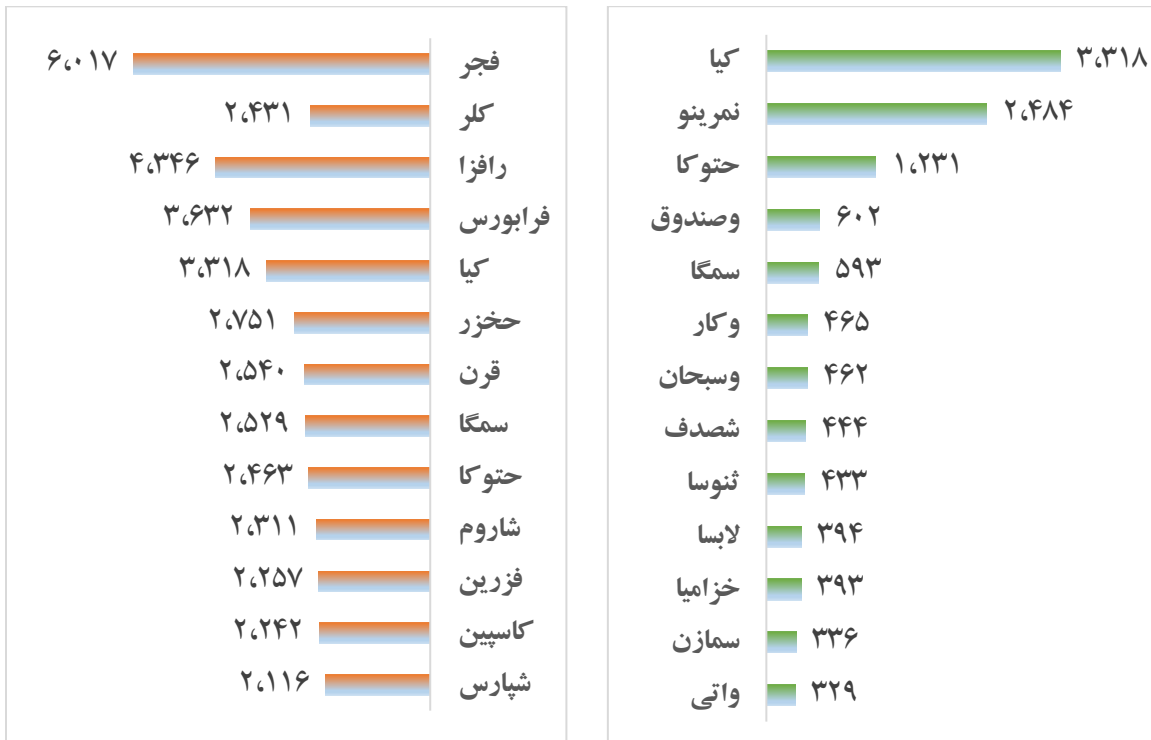 کیا ۳،۳۱۸
نمرینو ۲،۴۸۴
حتوکا ۱،۲۳۱
وصندوق ۶۰۲
سمگا ۵۹۳
وکار ۴۶۵
وسبحان ۴۶۲
شصدف ۴۴۴
ثنوسا ۴۳۳
لابسا ۳۹۴
خزامیا ۳۹۳
سمازن ۳۳۶
واتی ۳۲۹
فجر ۶،۰۱۷
کلر ۲،۴۳۱
رافزا ۴،۳۴۶
فرابورس ۳،۶۳۲
کیا ۳،۳۱۸
حخزر ۲،۷۵۱
قرن ۲،۵۴۰
سمگا ۲،۵۲۹
حتوکا ۲،۴۶۳
شاروم ۲،۳۱۱
فزرین ۲،۲۵۷
کاسپین ۲،۲۴۲
شپارس ۲،۱۱۶